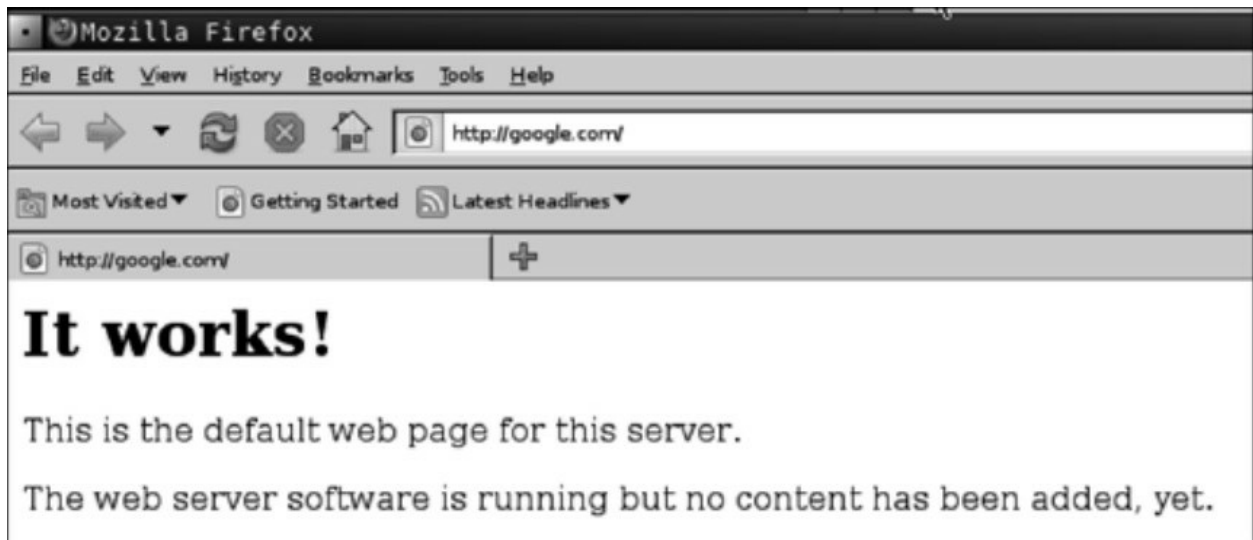 Mozilla Firefox
File Edit View History Bookmarks Tools Help
http://google.com/
Most Visited Getting Started Latest Headlines
http://google.com/
It works!
This is the default web page for this server.
The web server software is running but no content has been added, yet.